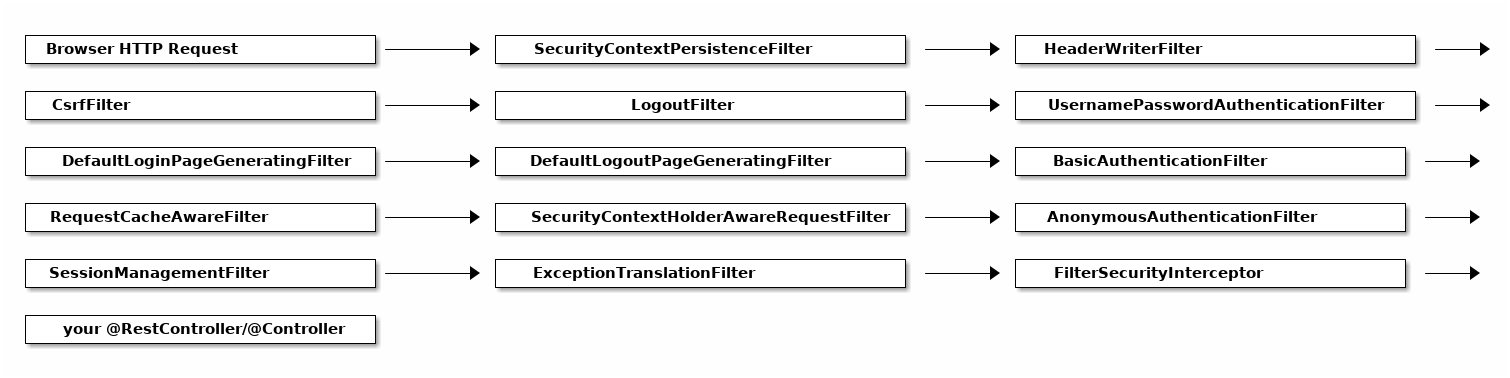 Browser HTTP Request
SecurityContextPersistenceFilter
HeaderWriterFilter
CsrfFilter
LogoutFilter
UsernamePasswordAuthenticationFilter
DefaultLoginPageGeneratingFilter
DefaultLogoutPageGeneratingFilter
BasicAuthenticationFilter
RequestCacheAwareFilter
SecurityContextHolderAwareRequestFilter
AnonymousAuthenticationFilter
SessionManagementFilter
ExceptionTranslationFilter
FilterSecurityInterceptor
your @RestController/@Controller